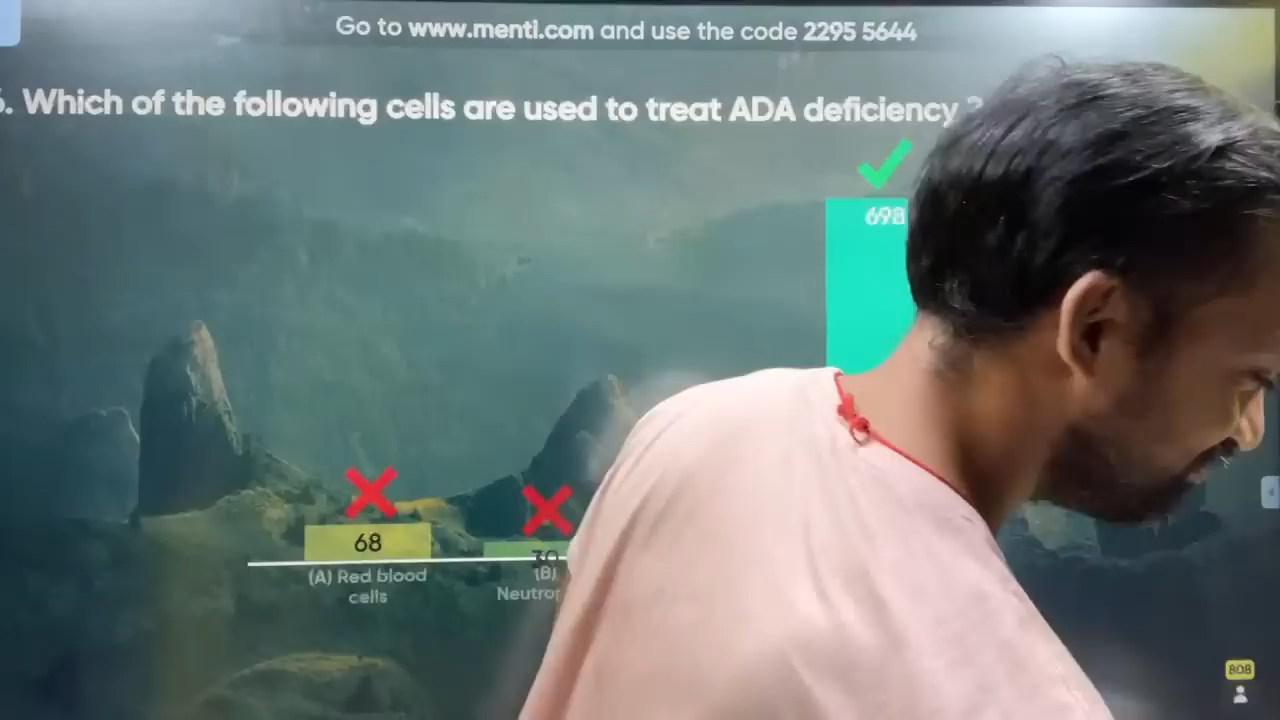 Go to www.menti.com and use the code 2295 5644
. Which of the following cells are used to treat ADA deficiency ?
698
68
30
(A) Red blood
cells
(B)
808